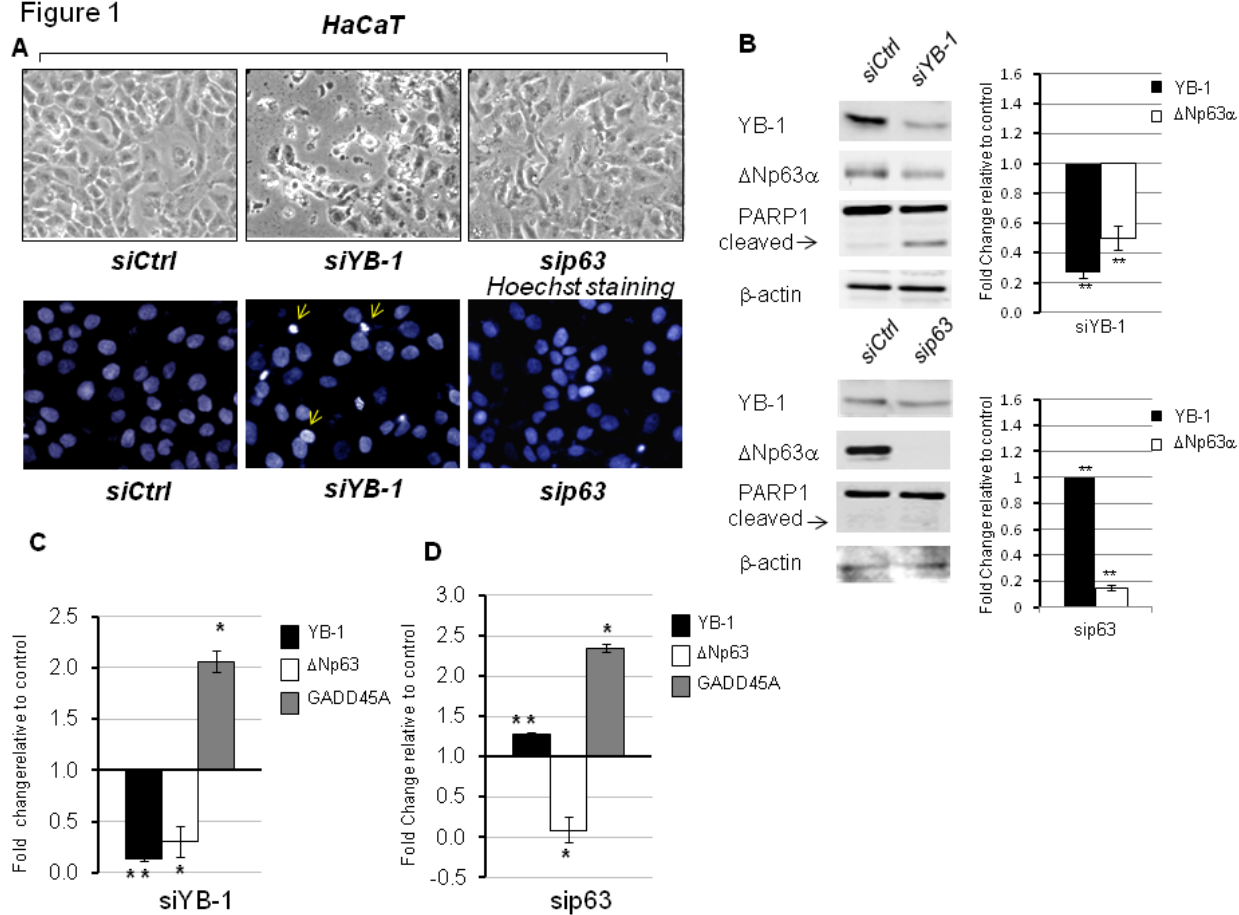 Figure 1
HaCaT
A
siCtrl siYB-1 sip63
Hoechst staining
siCtrl siYB-1 sip63
B
siCtrl siYB-1
YB-1
ΔNp63α
PARP1
cleaved
β-actin
Fold Change relative to control
1.6
1.4
1.2
1.0
0.8
0.6
0.4
0.2
0.0
** **
siYB-1
YB-1
ΔNp63α
siCtrl sip63
YB-1
ΔNp63α
PARP1
cleaved
β-actin
Fold Change relative to control
1.6
1.4
1.2
1
0.8
0.6
0.4
0.2
0
** **
sip63
YB-1
ΔNp63α
C
Fold changerelative to control
2.5
2.0
1.5
1.0
0.5
0.0
** * *
siYB-1
YB-1
ΔNp63
GADD45A
D
Fold Change relative to control
3.0
2.5
2.0
1.5
1.0
0.5
0.0
-0.5
** * *
sip63
YB-1
ΔNp63
GADD45A